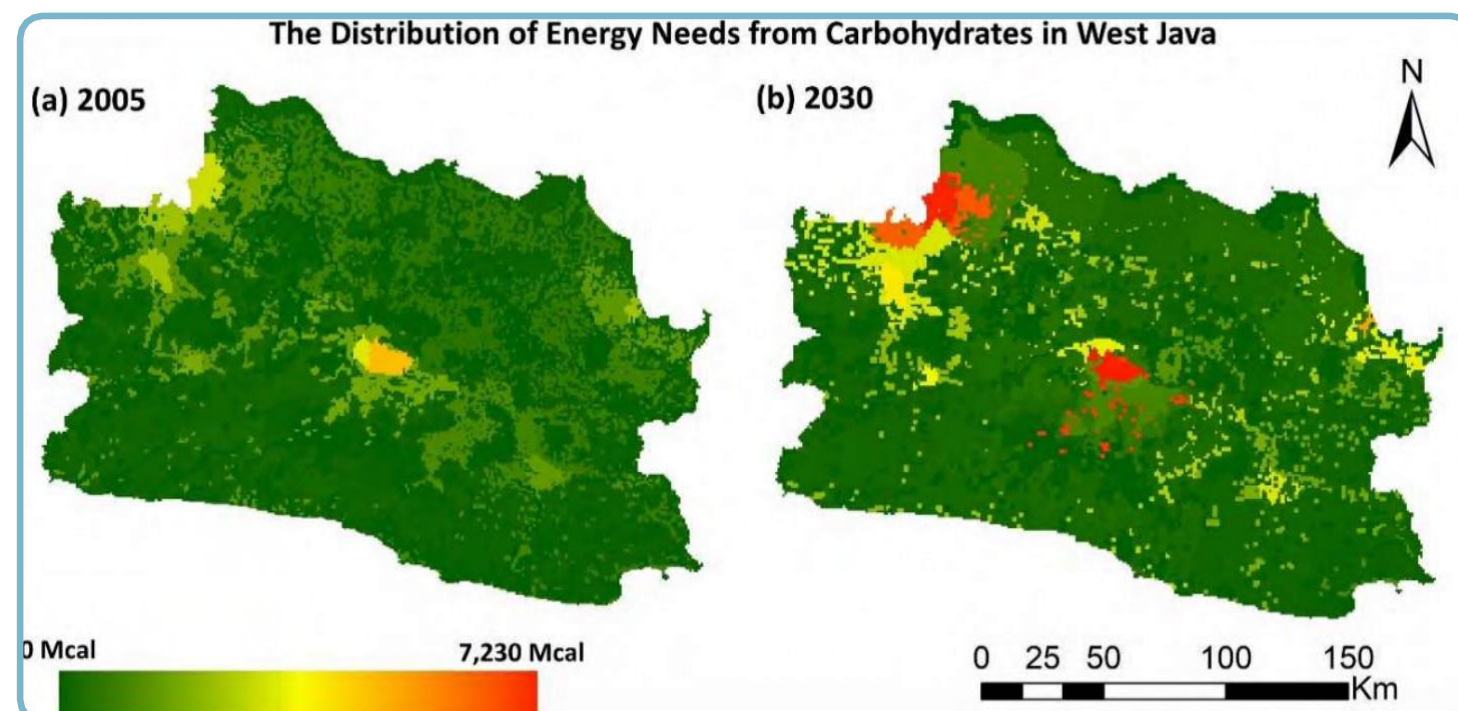 The Distribution of Energy Needs from Carbohydrates in West Java
(a) 2005
(b) 2030
N
0 Mcal
7,230 Mcal
0 25 50 100 150
Km